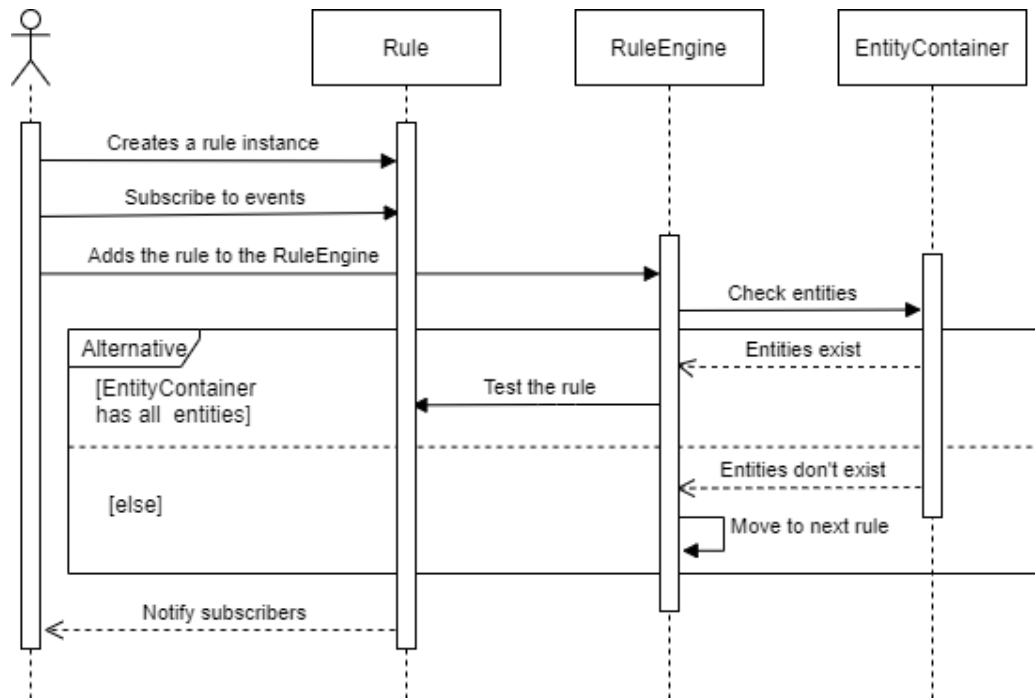 Rule
RuleEngine
EntityContainer
Creates a rule instance
Subscribe to events
Adds the rule to the RuleEngine
Check entities
Alternative
Entities exist
[EntityContainer
has all entities]
Test the rule
Entities don't exist
[else]
Move to next rule
Notify subscribers